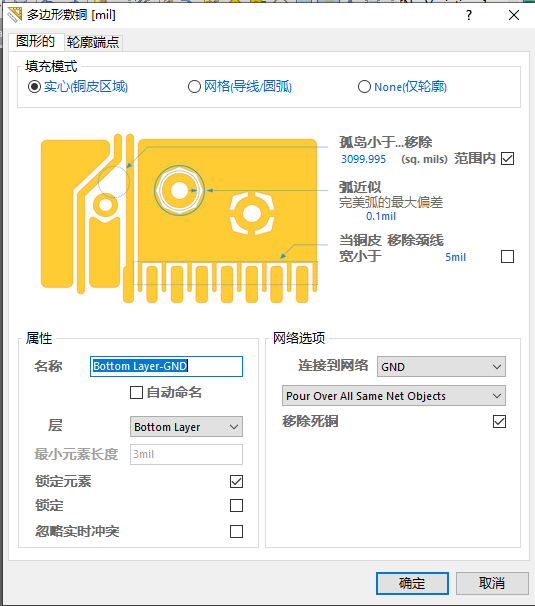 多边形敷铜 [mil]
?
图形的 轮廓端点
填充模式
实心(铜皮区域) 网格(导线/圆弧) None(仅轮廓)
孤岛小于...移除
3099.995 (sq. mils) 范围内
弧近似
完美弧的最大偏差
0.1mil
当铜皮 移除颈线
宽小于 5mil
属性
名称 Bottom Layer-GND
自动命名
层 Bottom Layer
最小元素长度 3mil
锁定元素
锁定
忽略实时冲突
网络选项
连接到网络 GND
Pour Over All Same Net Objects
移除死铜
确定 取消